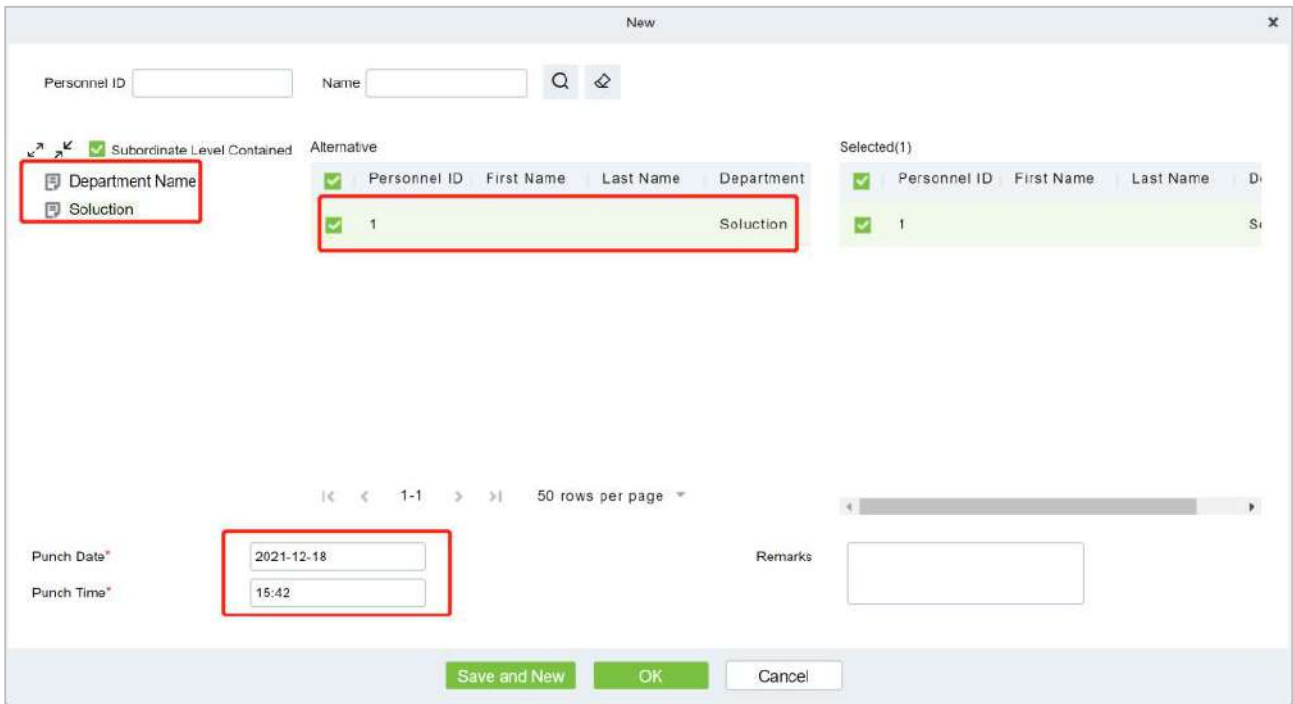 New
Personnel ID
Name
Subordinate Level Contained
Department Name
Soluction
Alternative
Personnel ID First Name Last Name Department
1 Soluction
1-1 50 rows per page
Selected(1)
Personnel ID First Name Last Name D
1 S
Punch Date* 2021-12-18
Punch Time* 15:42
Remarks
Save and New OK Cancel